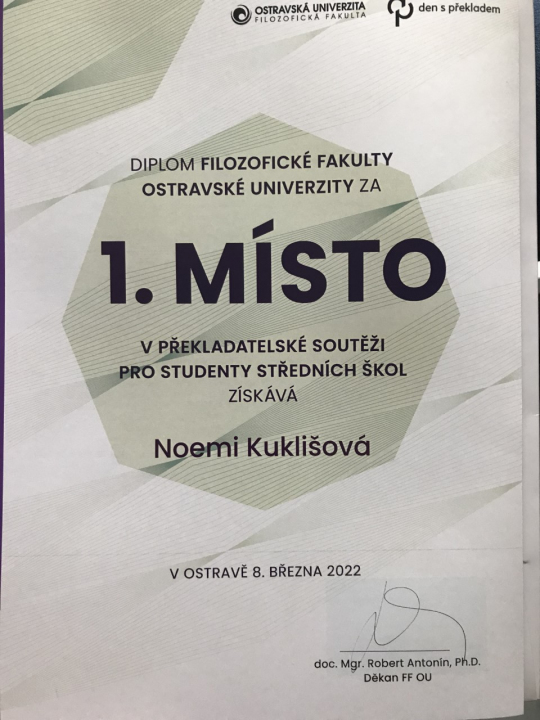 OSTRAVSKÁ UNIVERZITA
FILOZOFICKÁ FAKULTA
den s překladem
DIPLOM FILOZOFICKÉ FAKULTY
OSTRAVSKÉ UNIVERZITY ZA
1. MÍSTO
V PŘEKLADATELSKÉ SOUTĚŽI
PRO STUDENTY STŘEDNÍCH ŠKOL
ZÍSKÁVÁ
Noemi Kuklišová
V OSTRAVĚ 8. BŘEZNA 2022
doc. Mgr. Robert Antonín, Ph.D.
Děkan FF OU